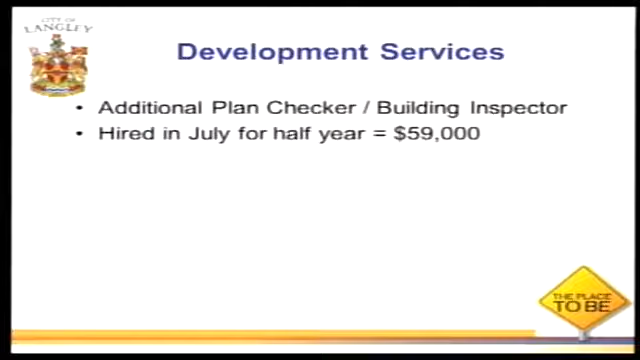 CITY OF
LANGLEY
Development Services
• Additional Plan Checker / Building Inspector
• Hired in July for half year = $59,000
THE PLACE
TO BE